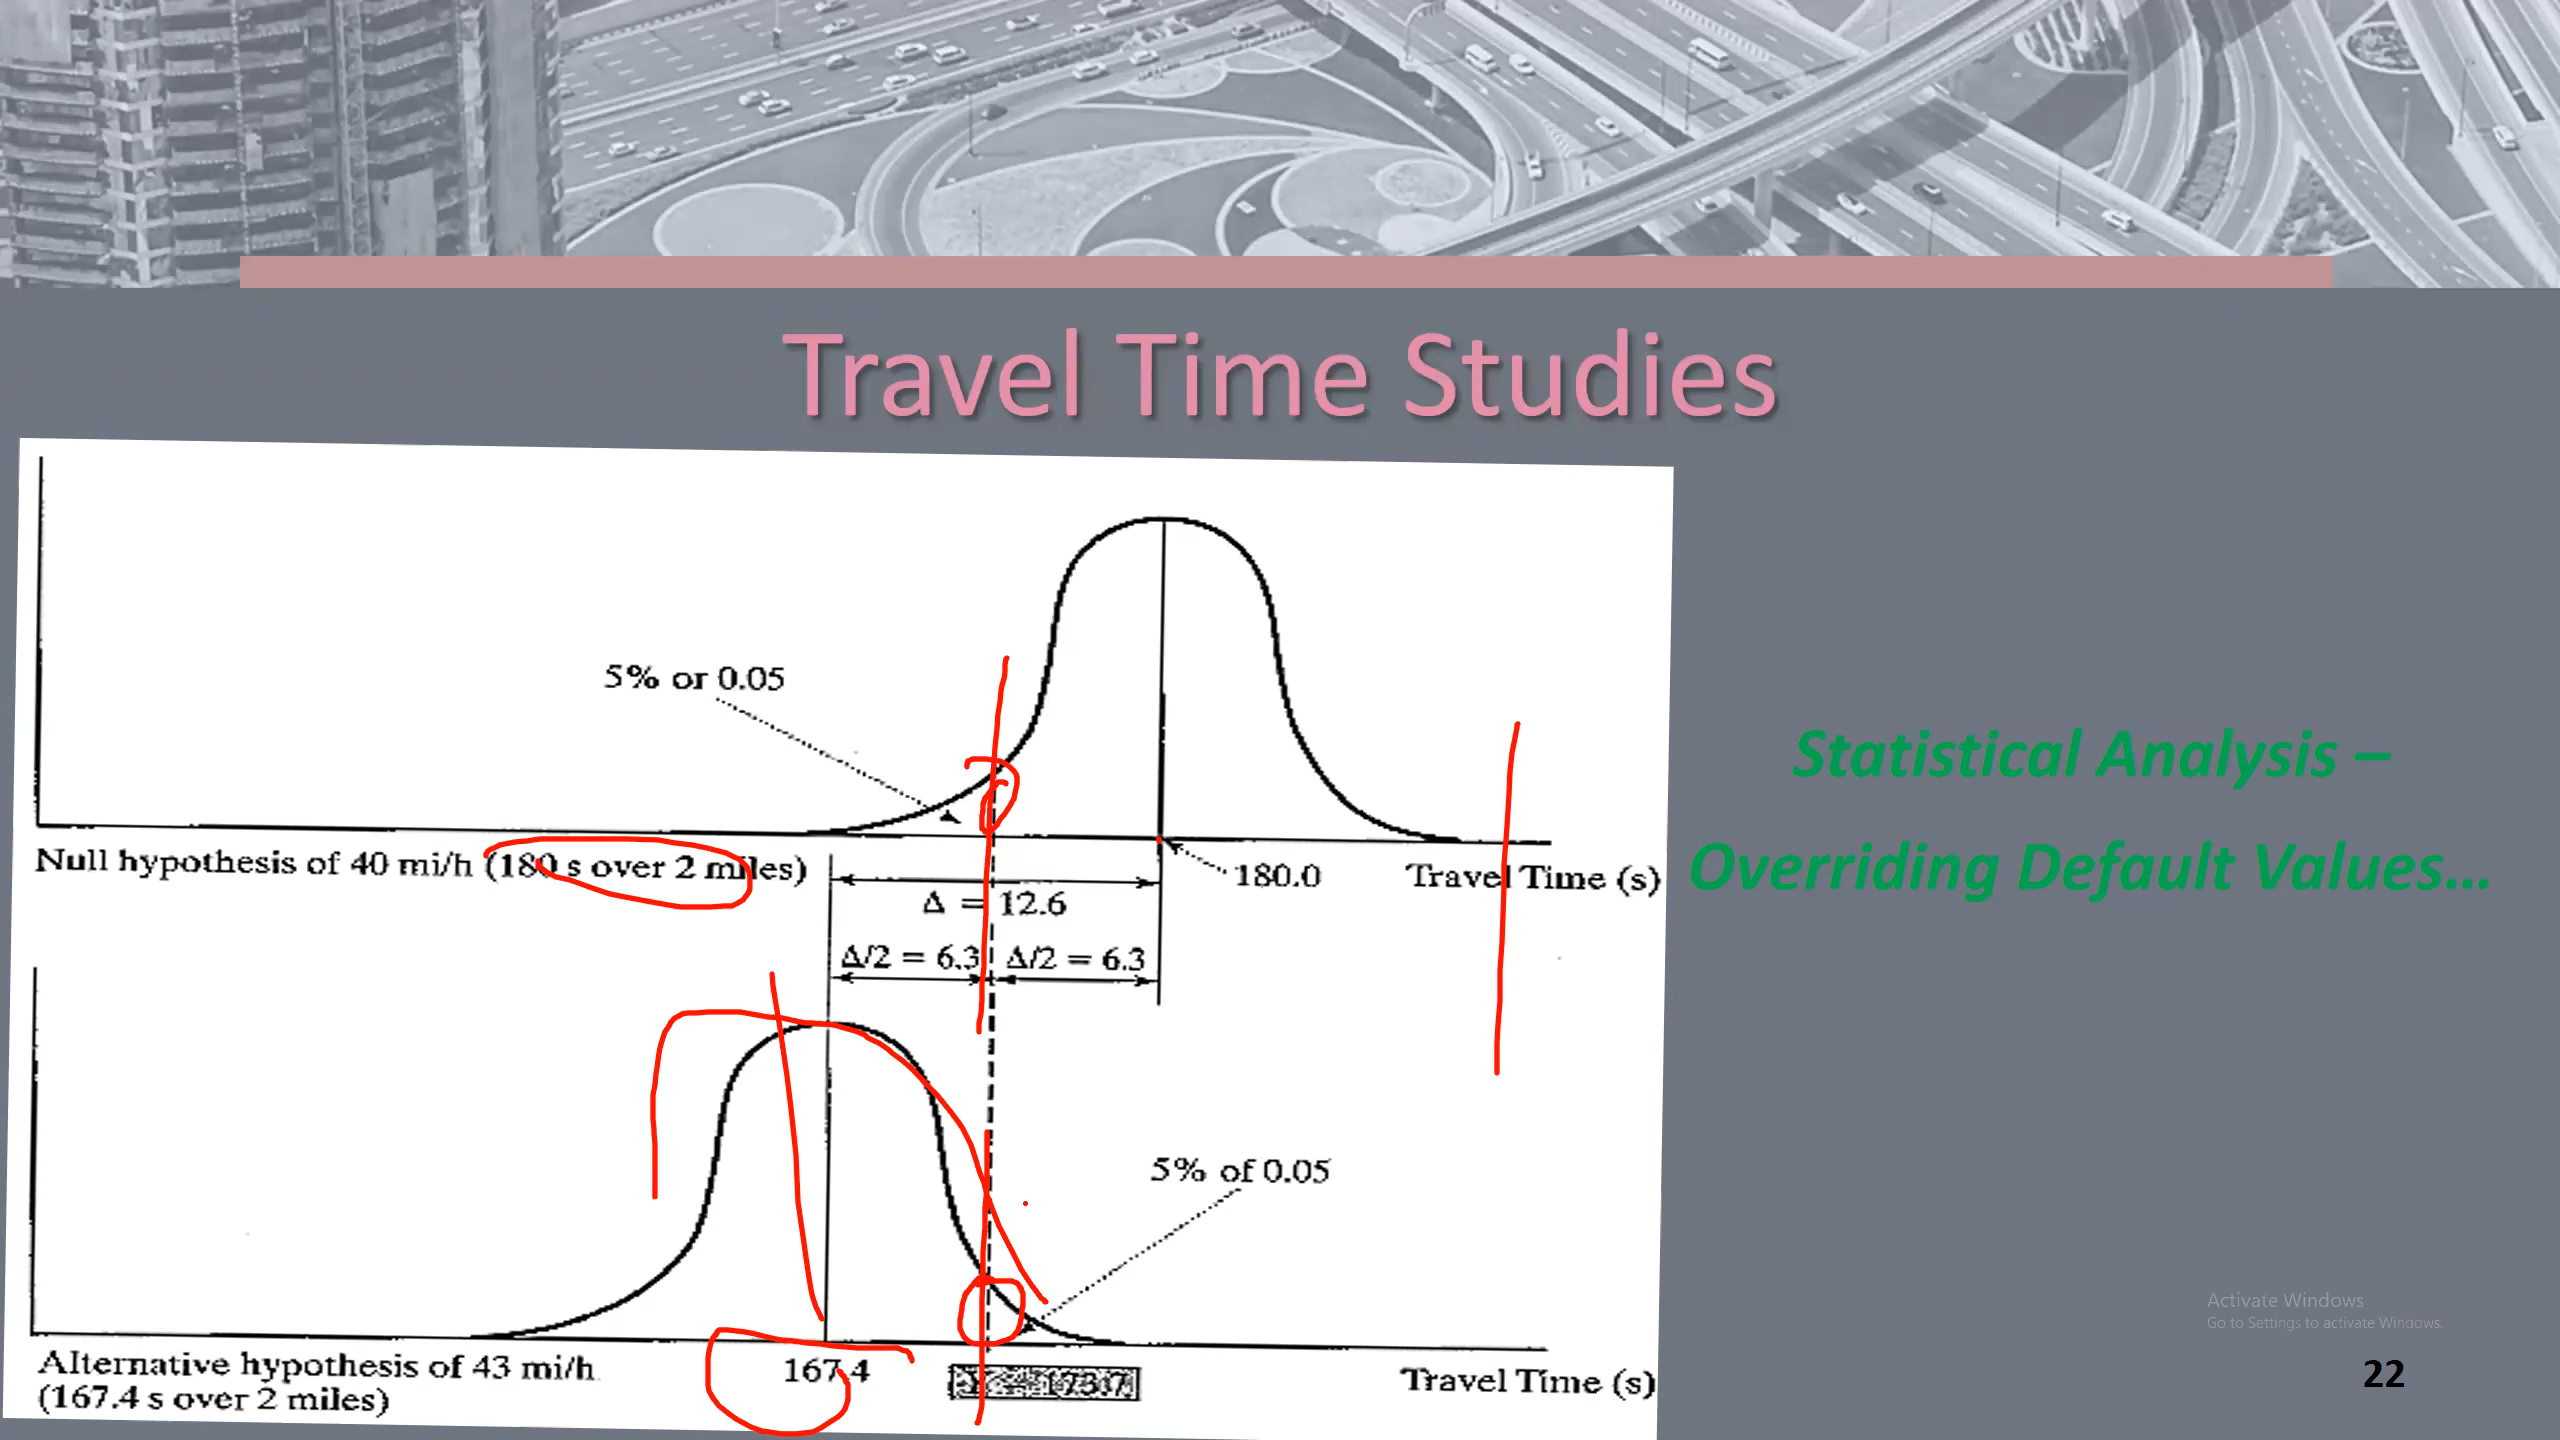 Travel Time Studies
5% or 0.05
Null hypothesis of 40 mi/h (180 s over 2 miles)
180.0
Travel Time (s)
Δ = 12.6
Δ/2 = 6.3
Δ/2 = 6.3
5% of 0.05
Alternative hypothesis of 43 mi/h
(167.4 s over 2 miles)
167.4
173.7
Travel Time (s)
Statistical Analysis –
Overriding Default Values...
Activate Windows
Go to Settings to activate Windows.
22